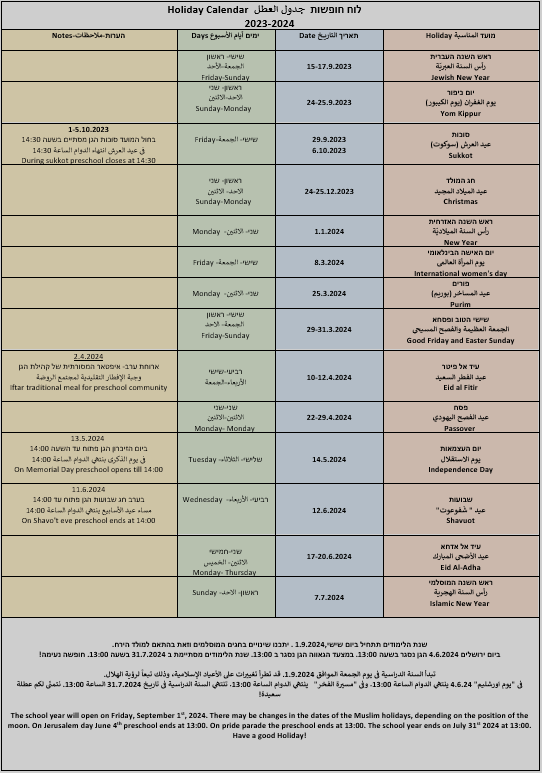 לוח חופשות جدول العطل Holiday Calendar
2023-2024
מועד المناسبة Holiday
תאריך التاريخ Date
ימים أيام الأسبوع Days
הערות-ملاحظات-Notes
ראש השנה העברית
رأس السنة العبريّة
Jewish New Year
15-17.9.2023
שישי- ראשון
الجمعة-الأحد
Friday-Sunday
יום כיפור
يوم الغفران (يوم الكيبور)
Yom Kippur
24-25.9.2023
ראשון- שני
الاحد-الاثنين
Sunday-Monday
סוכות
عيد العرش (سوكوت)
Sukkot
29.9.2023
6.10.2023
שישי- الجمعة-Friday
1-5.10.2023
בחול המועד סוכות הגן מסתיים בשעה 14:30
في عيد العرش انتهاء الدوام الساعة 14:30
During sukkot preschool closes at 14:30
חג המולד
عيد الميلاد المجيد
Christmas
24-25.12.2023
ראשון- שני
الاحد- الاثنين
Sunday-Monday
ראש השנה האזרחית
رأس السنة الميلاديّة
New Year
1.1.2024
שני- الاثنين- Monday
יום האישה הבינלאומי
يوم المرأة العالمي
International women's day
8.3.2024
שישי- الجمعة- Friday
פורים
عيد المساخر (بوريم)
Purim
25.3.2024
שני- الاثنين- Monday
שישי הטוב ופסחא
الجمعة العظيمة والفصح المسيحي
Good Friday and Easter Sunday
29-31.3.2024
שישי- ראשון
الجمعة- الاحد
Friday-Sunday
עיד אל פיטר
عيد الفطر السعيد
Eid al Fitir
10-12.4.2024
רביעי-שישי
الأربعاء-الجمعة
2.4.2024
ארוחת ערב- איפטאר המסורתית של קהילת הגן
وجبة الإفطار التقليدية لمجتمع الروضة
Iftar traditional meal for preschool community
פסח
عيد الفصح اليهودي
Passover
22-29.4.2024
שני-שני
الاثنين-الاثنين
Monday- Monday
יום העצמאות
يوم الاستقلال
Independence Day
14.5.2024
שלישי- الثلاثاء- Tuesday
13.5.2024
ביום הזיכרון הגן פתוח עד השעה 14:00
في يوم الذكرى ينتهي الدوام الساعة 14:00
On Memorial Day preschool opens till 14:00
שבועות
عيد "شفوعوت"
Shavuot
12.6.2024
רביעי- الأربعاء- Wednesday
11.6.2024
בערב חג שבועות הגן פתוח עד 14:00
مساء عيد الأسابيع ينتهي الدوام الساعة 14:00
On Shavo't eve preschool ends at 14:00
עיד אל אדחא
عيد الأضحى المبارك
Eid Al-Adha
17-20.6.2024
שני-חמישי
الاثنين- الخميس
Monday- Thursday
ראש השנה המוסלמי
رأس السنة الهجرية
Islamic New Year
7.7.2024
ראשון- الاحد- Sunday
שנת הלימודים תתחיל ביום שישי,1.9.2024 . יתכנו שינויים בחגים המוסלמים וזאת בהתאם למולד הירח.
ביום ירושלים 4.6.2024 הגן נסגר בשעה 13:00. במצעד הגאווה הגן נסגר ב 13:00. שנת הלימודים מסתיימת ב 31.7.2024 בשעה 13:00. חופשה נעימה!
تبدأ السنة الدراسية في يوم الجمعة الموافق 1.9.2024. قد تطرأ تغييرات على الأعياد الإسلامية، وذلك تبعاً لرؤية الهلال.
في "يوم اورشليم" 4.6.24 ينتهي الدوام الساعة 13:00- وفي "مسيرة الفخر" ينتهي الدوام الساعة 13:00، تنتهي السنة الدراسية في تاريخ 31.7.2024 الساعة 13:00. نتمنّى لكم عطلة
سعيدة!
The school year will open on Friday, September 1st, 2024. There may be changes in the dates of the Muslim holidays, depending on the position of the
moon. On Jerusalem day June 4th preschool ends at 13:00. On pride parade the preschool ends at 13:00. The school year ends on July 31st 2024 at 13:00.
Have a good Holiday!